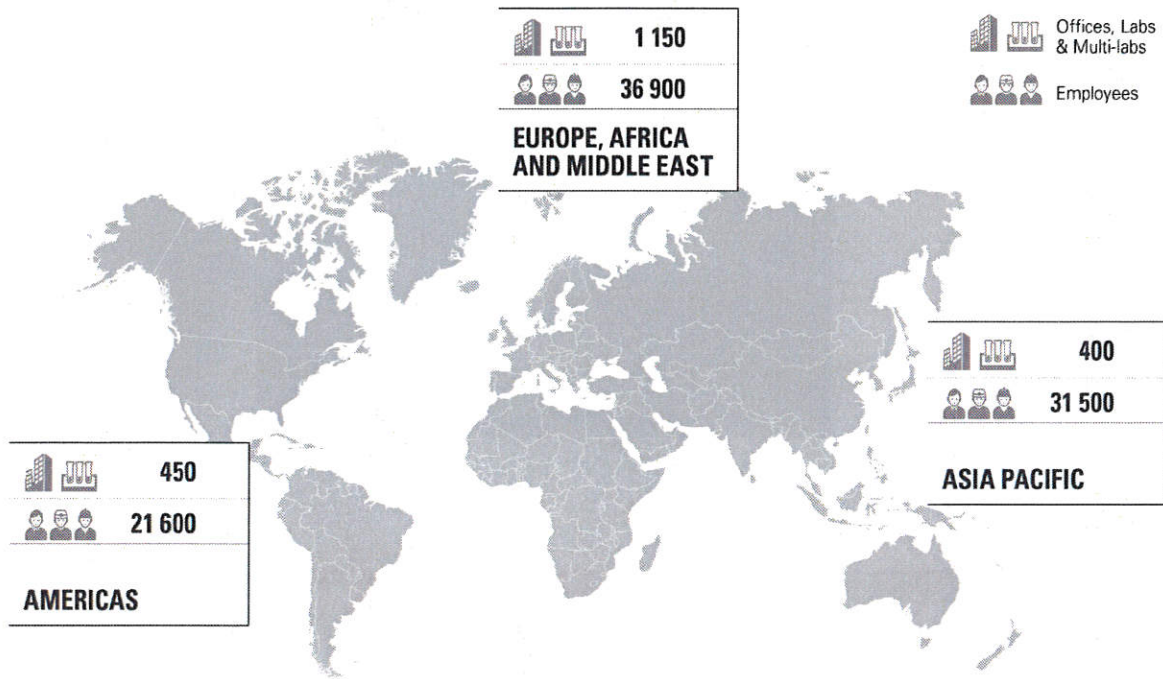 1 150
36 900
EUROPE, AFRICA
AND MIDDLE EAST
Offices, Labs
& Multi-labs
Employees
400
31 500
ASIA PACIFIC
450
21 600
AMERICAS